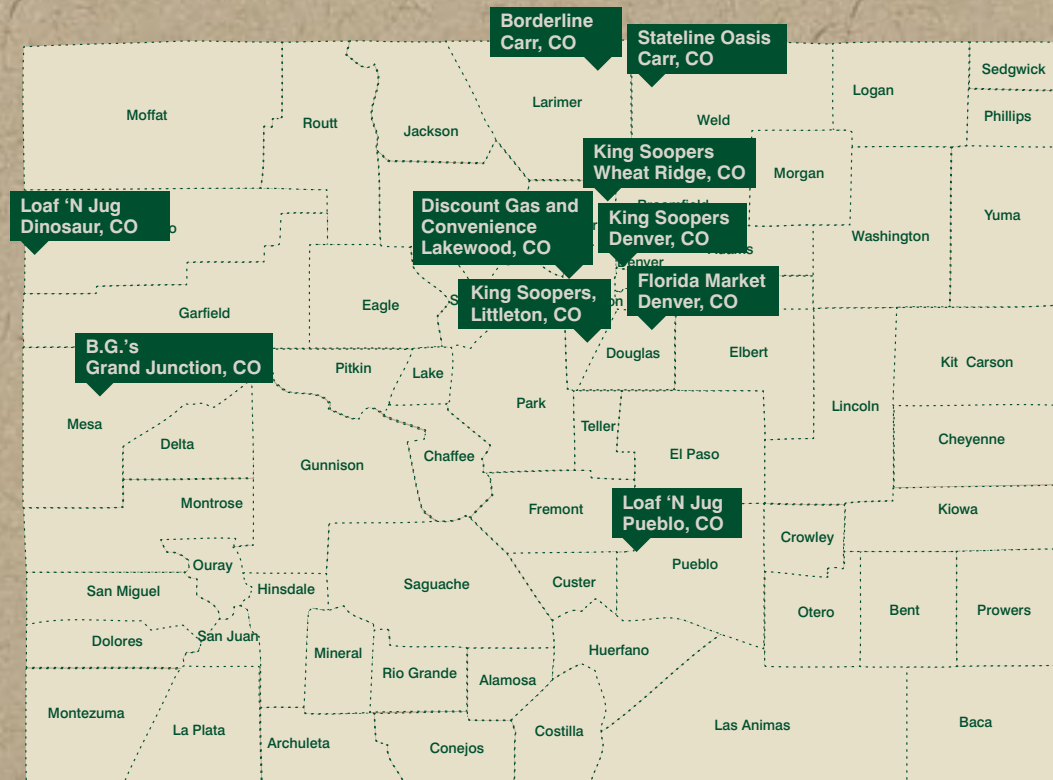 Borderline
Carr, CO
Stateline Oasis
Carr, CO
Sedgwick
Logan
Larimer
Phillips
Moffat
Routt
Weld
Jackson
King Soopers
Wheat Ridge, CO
Morgan
Loaf ‘N Jug
Dinosaur, CO
Discount Gas and
Convenience
Lakewood, CO
King Soopers
Denver, CO
Yuma
Washington
Eagle
Garfield
King Soopers,
Littleton, CO
Florida Market
Denver, CO
B.G.’s
Grand Junction, CO
Pitkin
Lake
Douglas
Elbert
Kit Carson
Park
Lincoln
Mesa
Teller
Delta
Chaffee
El Paso
Cheyenne
Gunnison
Montrose
Fremont
Loaf ‘N Jug
Pueblo, CO
Kiowa
Crowley
Ouray
Pueblo
San Miguel
Hinsdale
Saguache
Custer
Otero
Bent
Prowers
Dolores
San Juan
Mineral
Huerfano
Rio Grande
Alamosa
Montezuma
La Plata
Archuleta
Conejos
Costilla
Las Animas
Baca